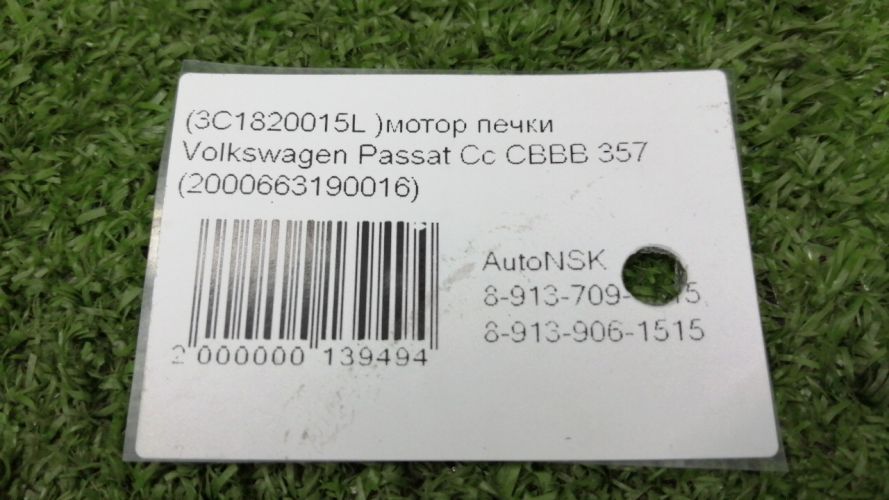 (3C1820015L )мотор печки
Volkswagen Passat Cc CBBB 357
(2000663190016)
AutoNSK
8-913-906-1515
2 000000 139494